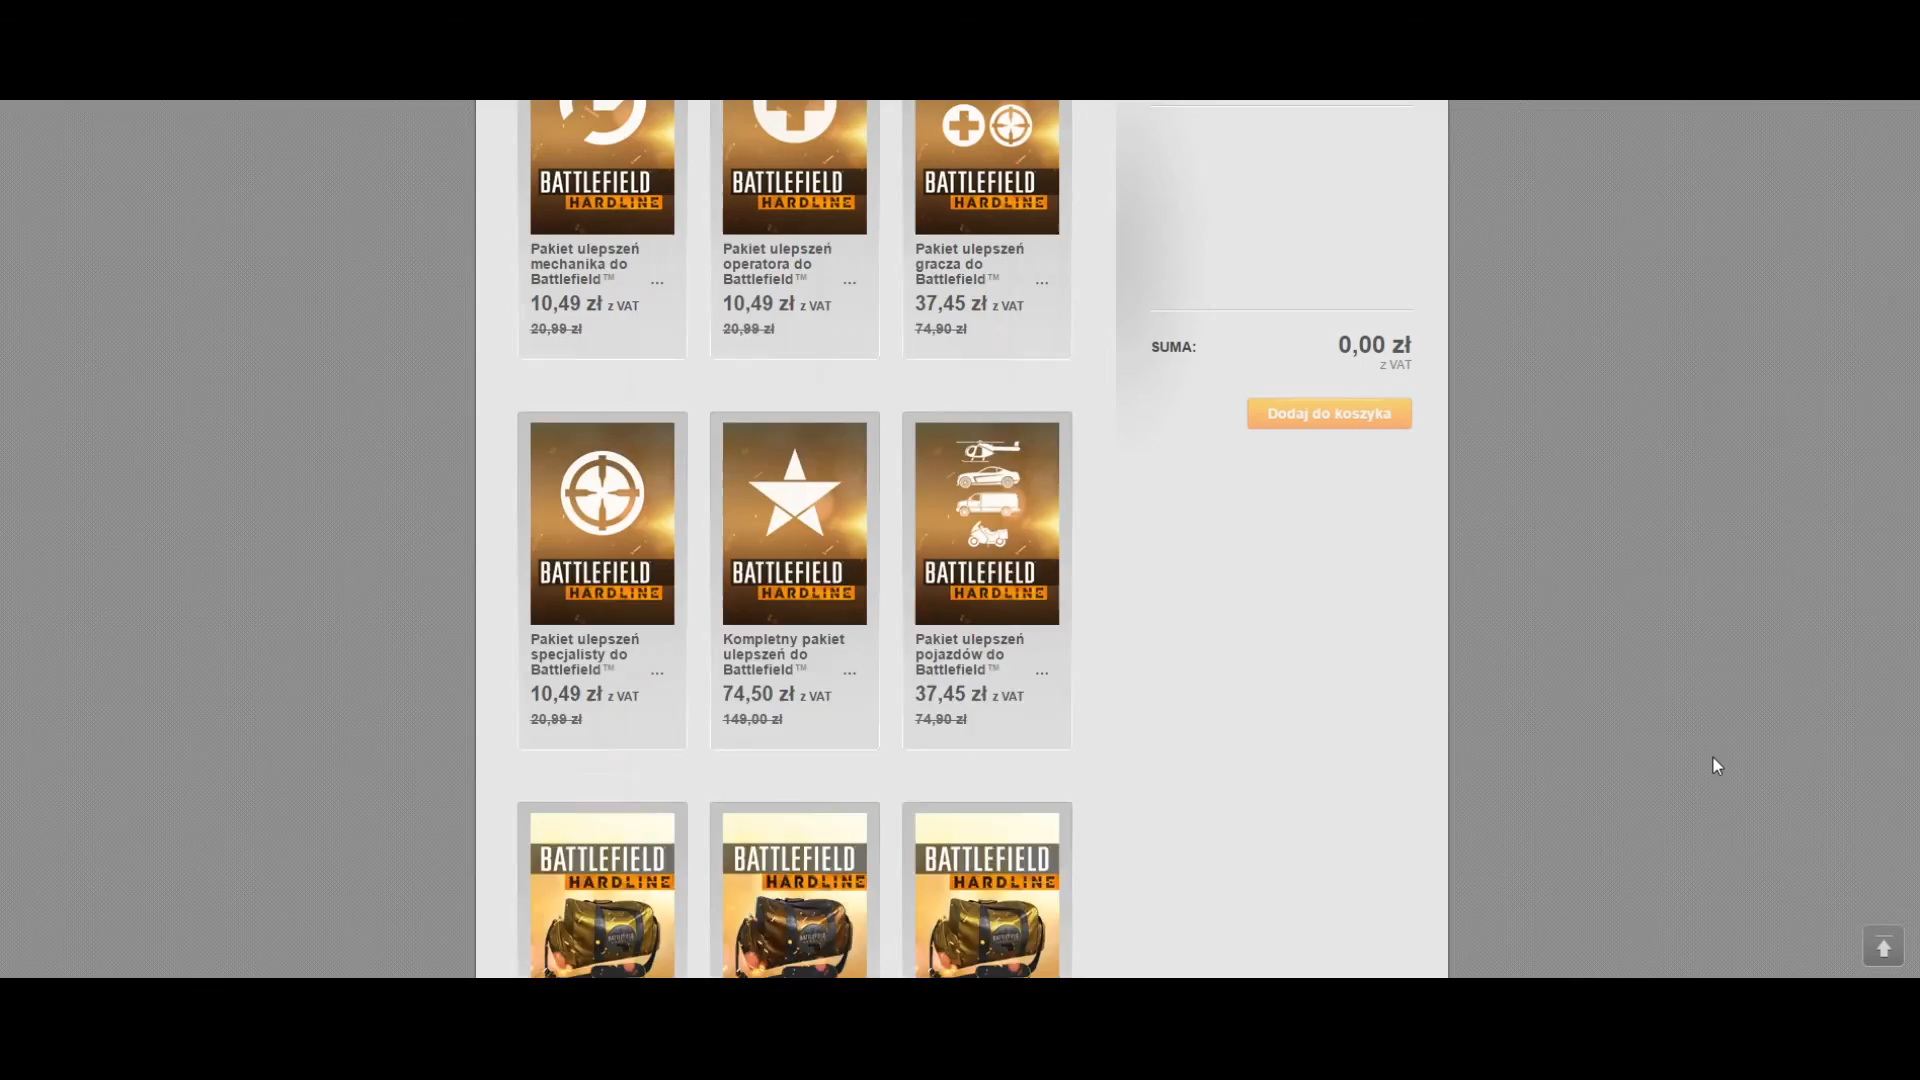 BATTLEFIELD
HARDLINE
BATTLEFIELD
HARDLINE
BATTLEFIELD
HARDLINE
Pakiet ulepszeń
mechanika do
Battlefield™ ...
10,49 zł z VAT
20,99 zł
Pakiet ulepszeń
operatora do
Battlefield™ ...
10,49 zł z VAT
20,99 zł
Pakiet ulepszeń
gracza do
Battlefield™ ...
37,45 zł z VAT
74,90 zł
SUMA: 0,00 zł
z VAT
Dodaj do koszyka
BATTLEFIELD
HARDLINE
BATTLEFIELD
HARDLINE
BATTLEFIELD
HARDLINE
Pakiet ulepszeń
specjalisty do
Battlefield™ ...
10,49 zł z VAT
20,99 zł
Kompletny pakiet
ulepszeń do
Battlefield™ ...
74,50 zł z VAT
149,00 zł
Pakiet ulepszeń
pojazdów do
Battlefield™ ...
37,45 zł z VAT
74,90 zł
BATTLEFIELD
HARDLINE
BATTLEFIELD
HARDLINE
BATTLEFIELD
HARDLINE